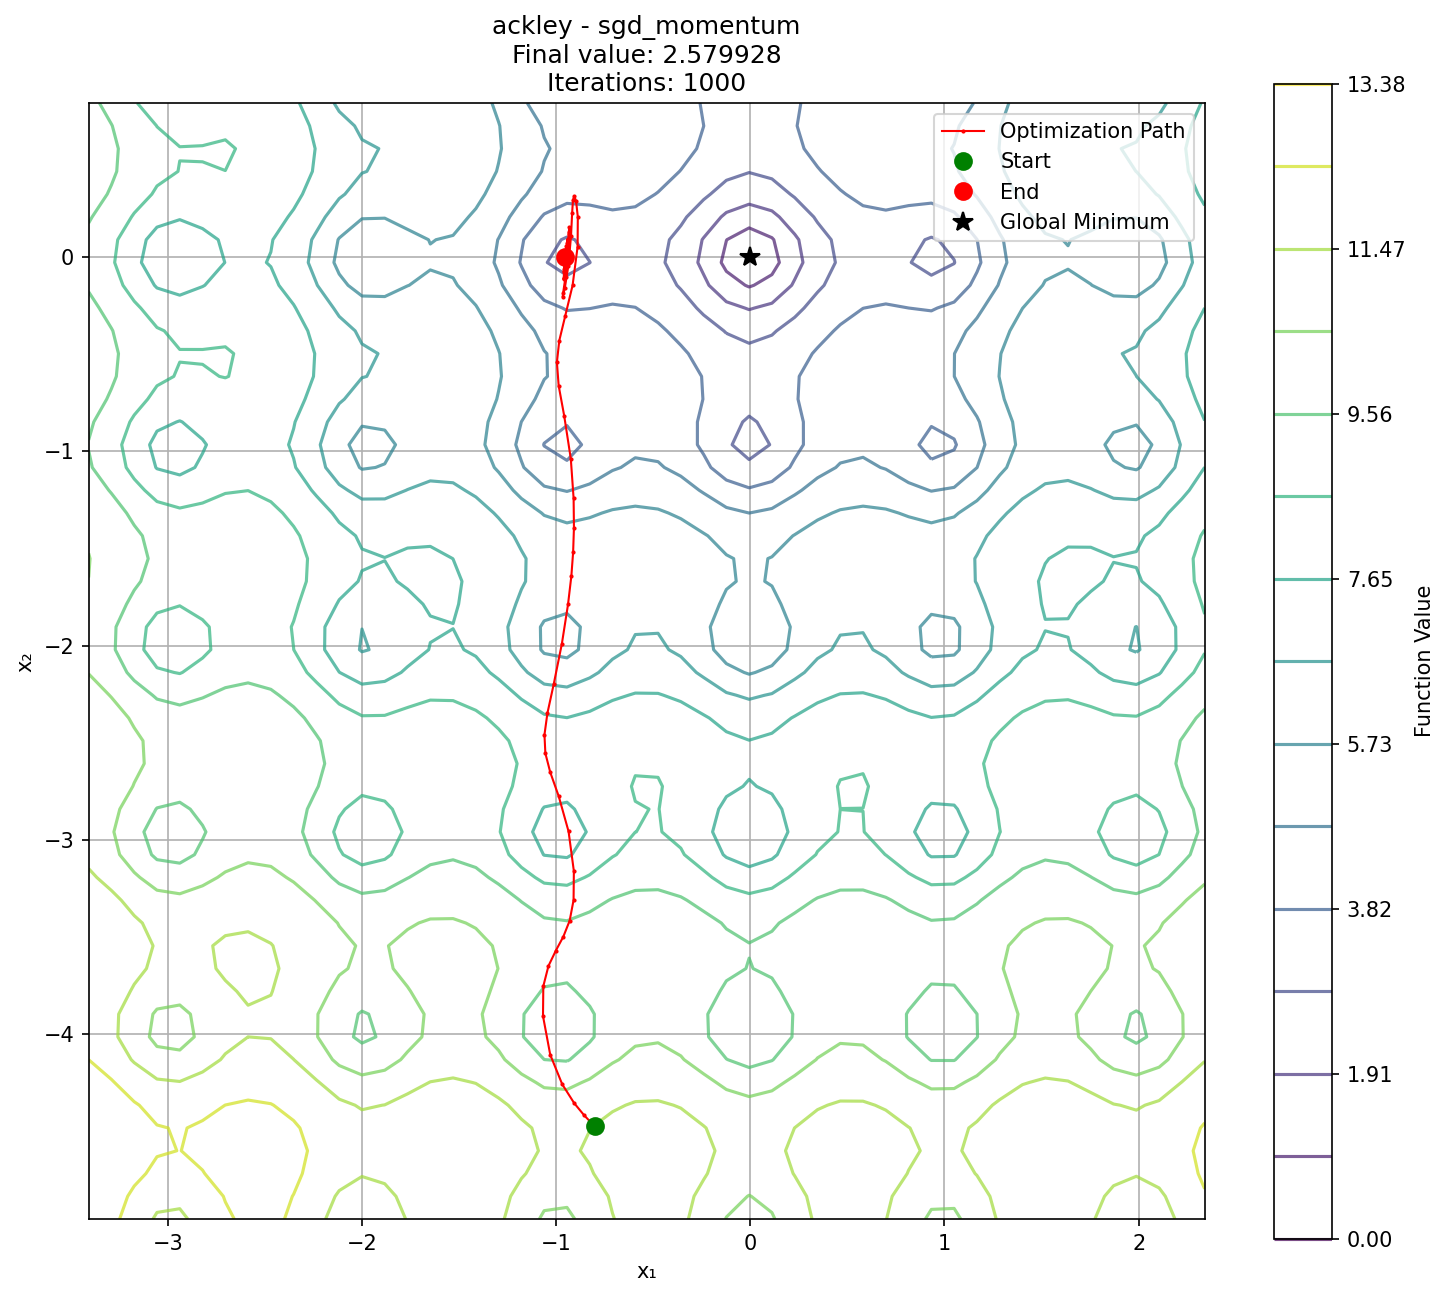 ackley - sgd_momentum
Final value: 2.579928
Iterations: 1000
Optimization Path
Start
End
Global Minimum
0
−1
−2
−3
−4
x₂
−3
−2
−1
0
1
2
x₁
13.38
11.47
9.56
7.65
5.73
3.82
1.91
0.00
Function Value